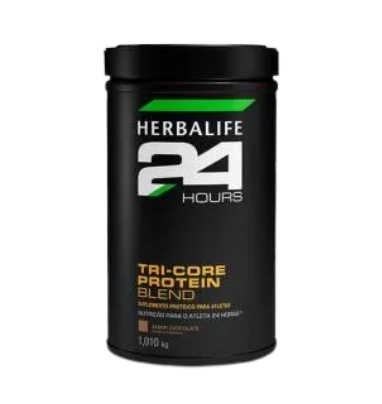 HERBALIFE
24
HOURS
TRI-CORE
PROTEIN
BLEND
SUPLEMENTO PROTEICO PARA ATLETAS
NUTRIÇÃO PARA O ATLETA 24 HORAS
SABOR CHOCOLATE
1,010 kg